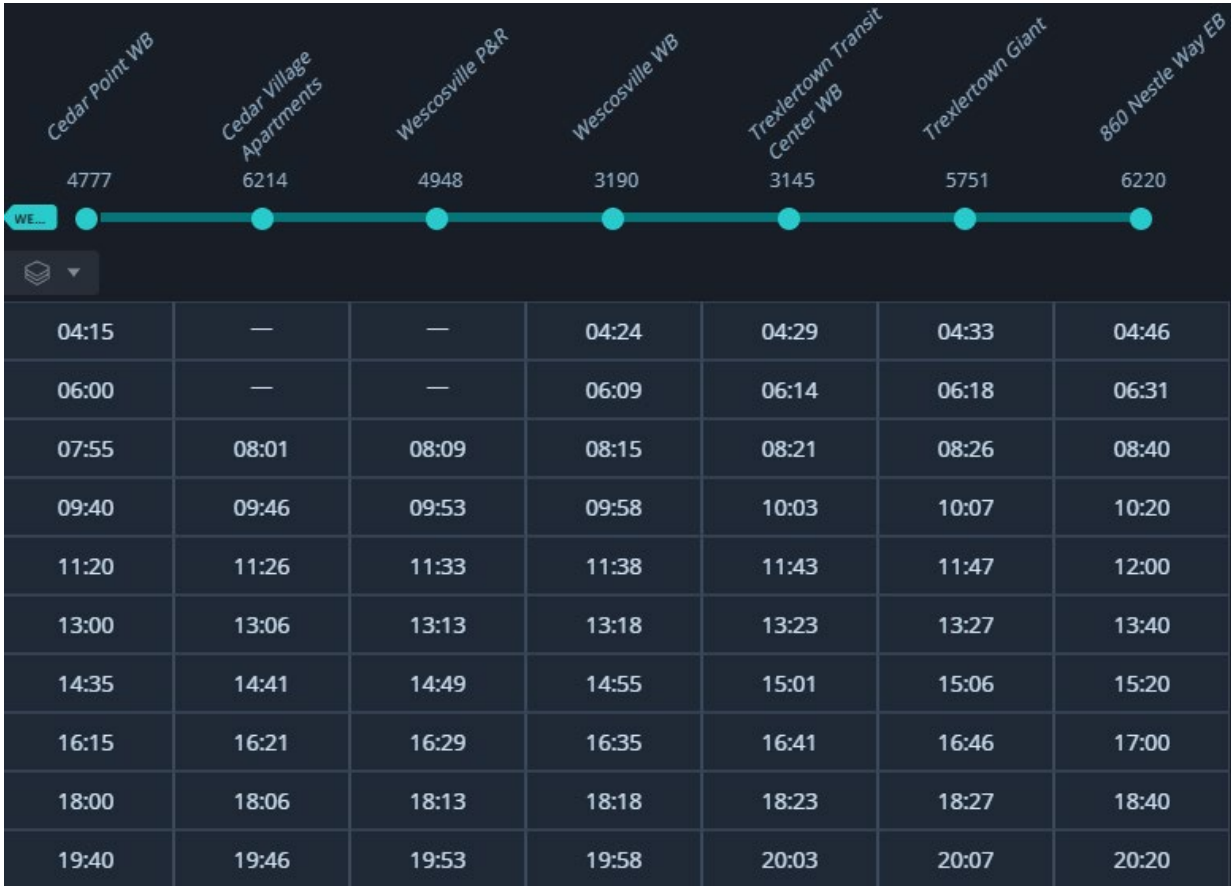 Cedar Point WB
Cedar Village
Apartments
Wescosville P&R
Wescosville WB
Trexlertown Transit
Center WB
Trexlertown Giant
860 Nestle Way EB
4777 6214 4948 3190 3145 5751 6220
WE...
04:15 — — 04:24 04:29 04:33 04:46
06:00 — — 06:09 06:14 06:18 06:31
07:55 08:01 08:09 08:15 08:21 08:26 08:40
09:40 09:46 09:53 09:58 10:03 10:07 10:20
11:20 11:26 11:33 11:38 11:43 11:47 12:00
13:00 13:06 13:13 13:18 13:23 13:27 13:40
14:35 14:41 14:49 14:55 15:01 15:06 15:20
16:15 16:21 16:29 16:35 16:41 16:46 17:00
18:00 18:06 18:13 18:18 18:23 18:27 18:40
19:40 19:46 19:53 19:58 20:03 20:07 20:20